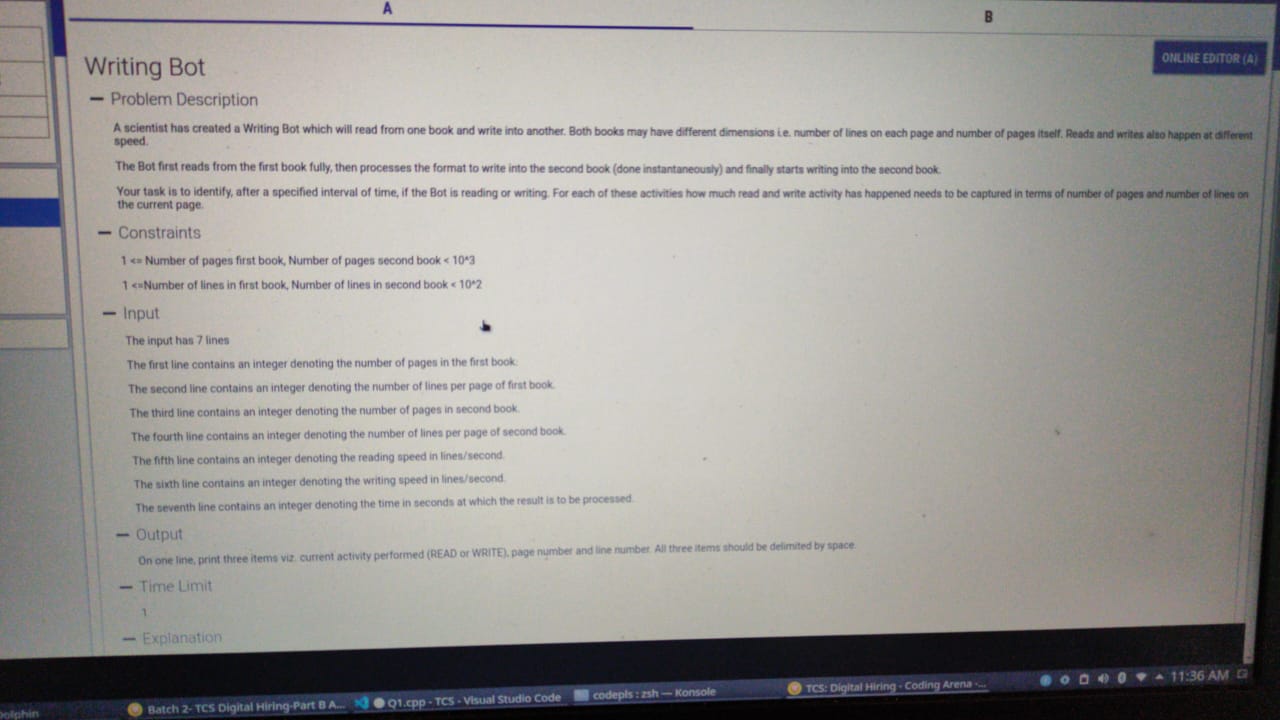 A
B
Writing Bot
ONLINE EDITOR (A)
Problem Description
A scientist has created a Writing Bot which will read from one book and write into another. Both books may have different dimensions i.e. number of lines on each page and number of pages itself. Reads and writes also happen at different
speed.
The Bot first reads from the first book fully, then processes the format to write into the second book (done instantaneously) and finally starts writing into the second book.
Your task is to identify, after a specified interval of time, if the Bot is reading or writing. For each of these activities how much read and write activity has happened needs to be captured in terms of number of pages and number of lines on
the current page.
Constraints
1 <= Number of pages first book, Number of pages second book < 10^3
1 <=Number of lines in first book, Number of lines in second book < 10^2
Input
The input has 7 lines
The first line contains an integer denoting the number of pages in the first book.
The second line contains an integer denoting the number of lines per page of first book.
The third line contains an integer denoting the number of pages in second book.
The fourth line contains an integer denoting the number of lines per page of second book.
The fifth line contains an integer denoting the reading speed in lines/second.
The sixth line contains an integer denoting the writing speed in lines/second.
The seventh line contains an integer denoting the time in seconds at which the result is to be processed.
Output
On one line, print three items viz. current activity performed (READ or WRITE), page number and line number. All three items should be delimited by space.
Time Limit
1
Explanation
Dolphin
Batch 2- TCS Digital Hiring-Part B A...
Q1.cpp - TCS - Visual Studio Code
codepls : zsh — Konsole
TCS: Digital Hiring - Coding Arena -...
11:36 AM